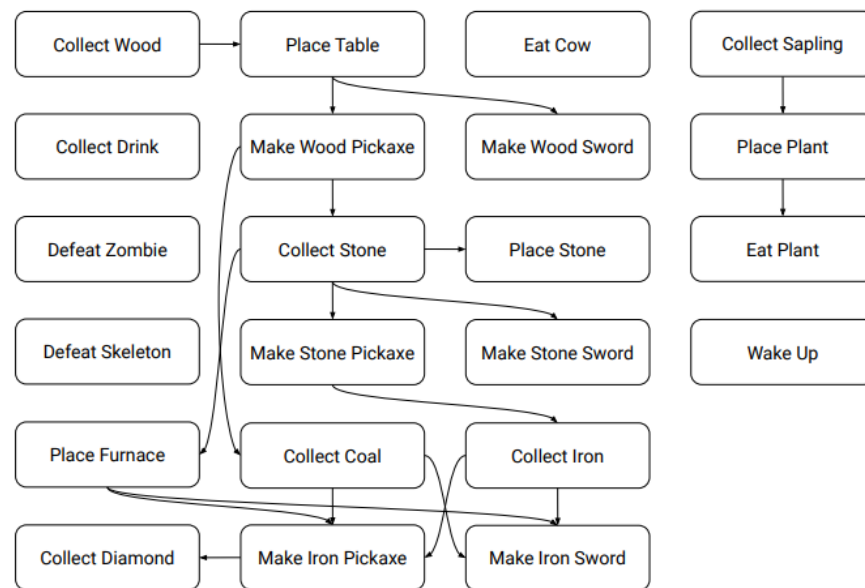 Collect Wood
Place Table
Eat Cow
Collect Sapling
Collect Drink
Make Wood Pickaxe
Make Wood Sword
Place Plant
Defeat Zombie
Collect Stone
Place Stone
Eat Plant
Defeat Skeleton
Make Stone Pickaxe
Make Stone Sword
Wake Up
Place Furnace
Collect Coal
Collect Iron
Collect Diamond
Make Iron Pickaxe
Make Iron Sword